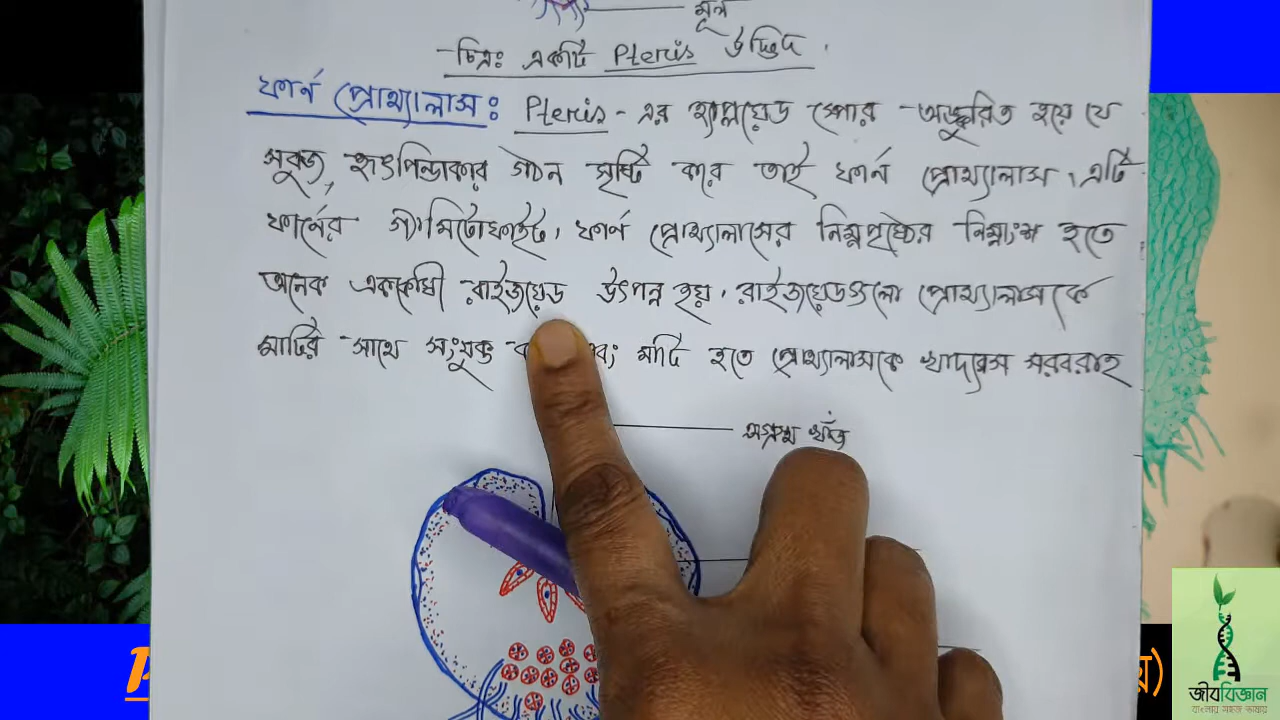 মূল
চিত্রঃ একটি Pteris উদ্ভিদ.
ফার্ন প্রোথ্যালাসঃ Pteris-এর হ্যাপ্লয়েড স্পোর অঙ্কুরিত হয়ে যে
সবুজ, হৃৎপিন্ডাকার গঠন সৃষ্টি করে তাই ফার্ন প্রোথ্যালাস। এটি
ফার্নের গ্যামিটোফাইট। ফার্ন প্রোথ্যালাসের নিম্নপৃষ্ঠের নিম্নাংশ হতে
অনেক এককোষী রাইজয়েড উৎপন্ন হয়। রাইজয়েডগুলো প্রোথ্যালাসকে
মাটির সাথে সংযুক্ত মাটি হতে প্রোথ্যালাসকে খাদ্যরস সরবরাহ
অগ্রস্থ খাঁজ
জীববিজ্ঞান
বাংলায় সহজ ভাষায়